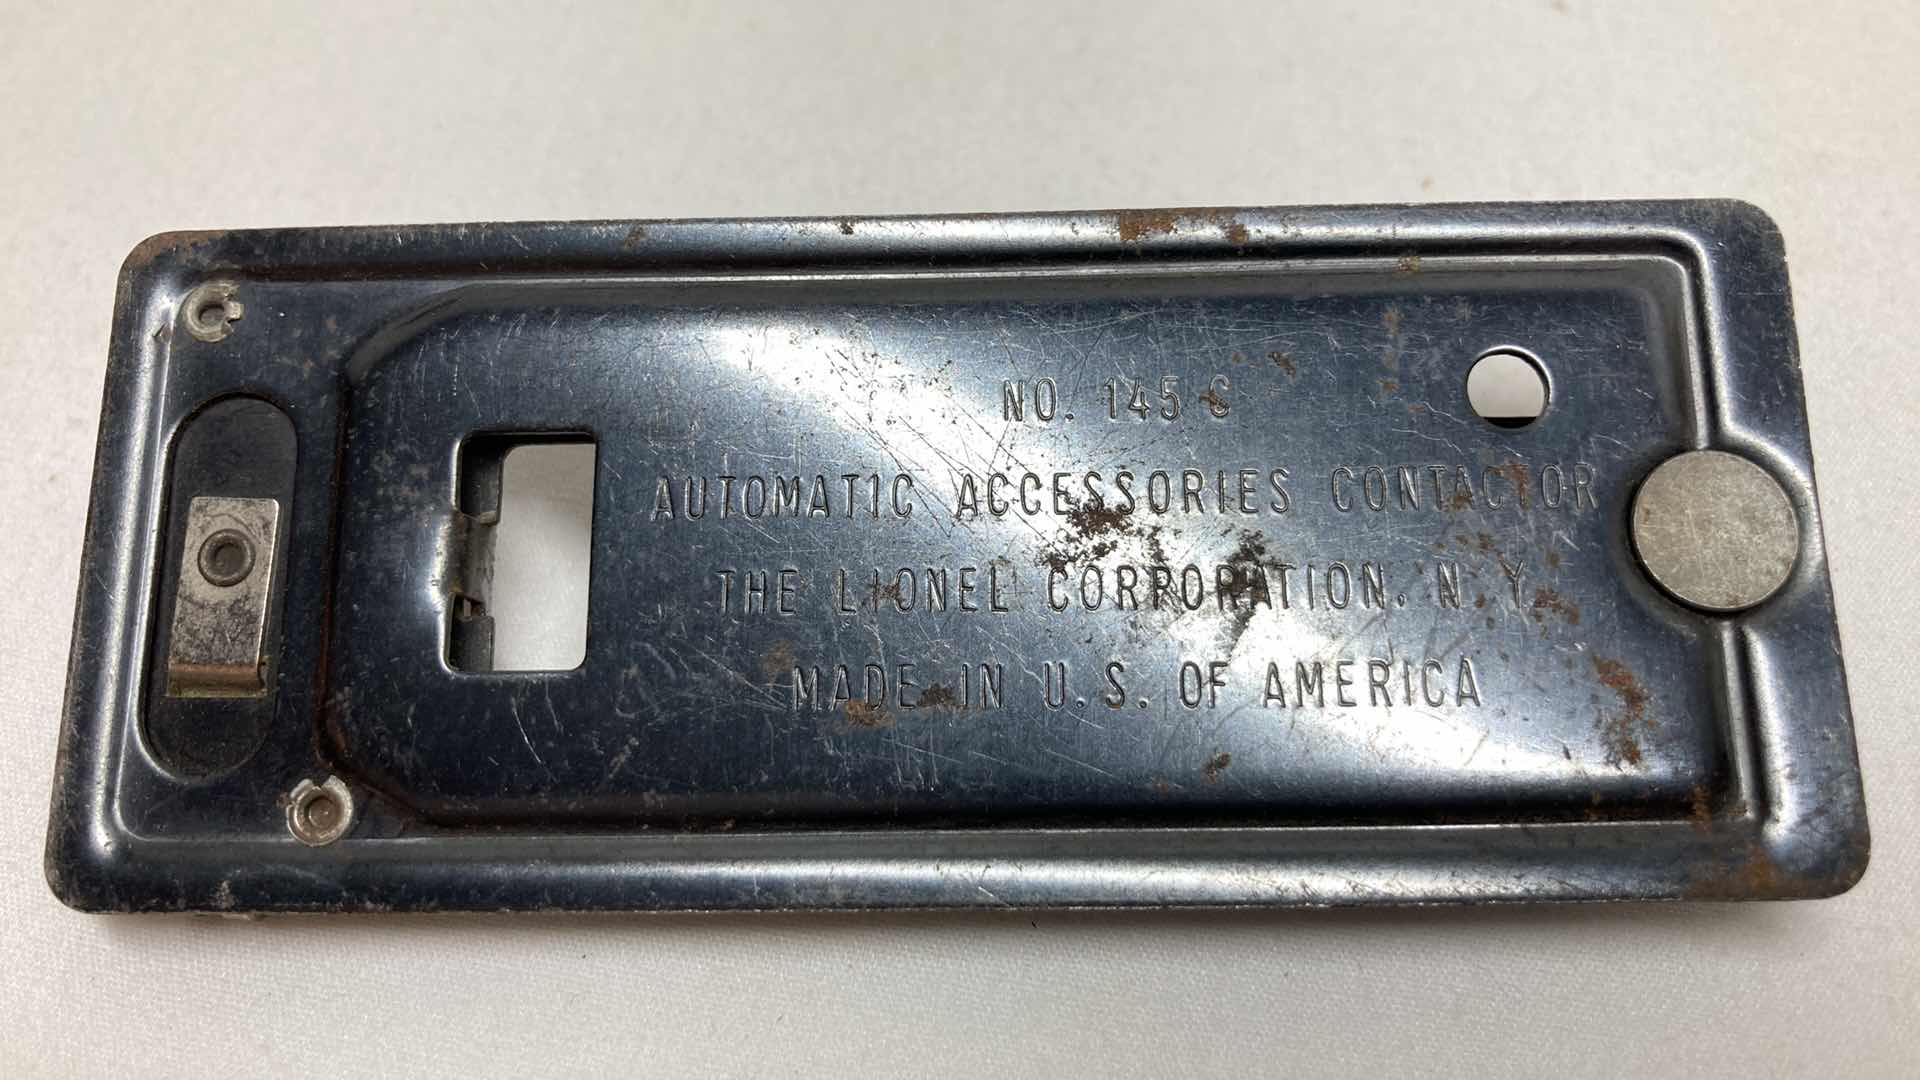 NO. 145 C
AUTOMATIC ACCESSORIES CONTACTOR
THE LIONEL CORPORATION. N. Y.
MADE IN U. S. OF AMERICA